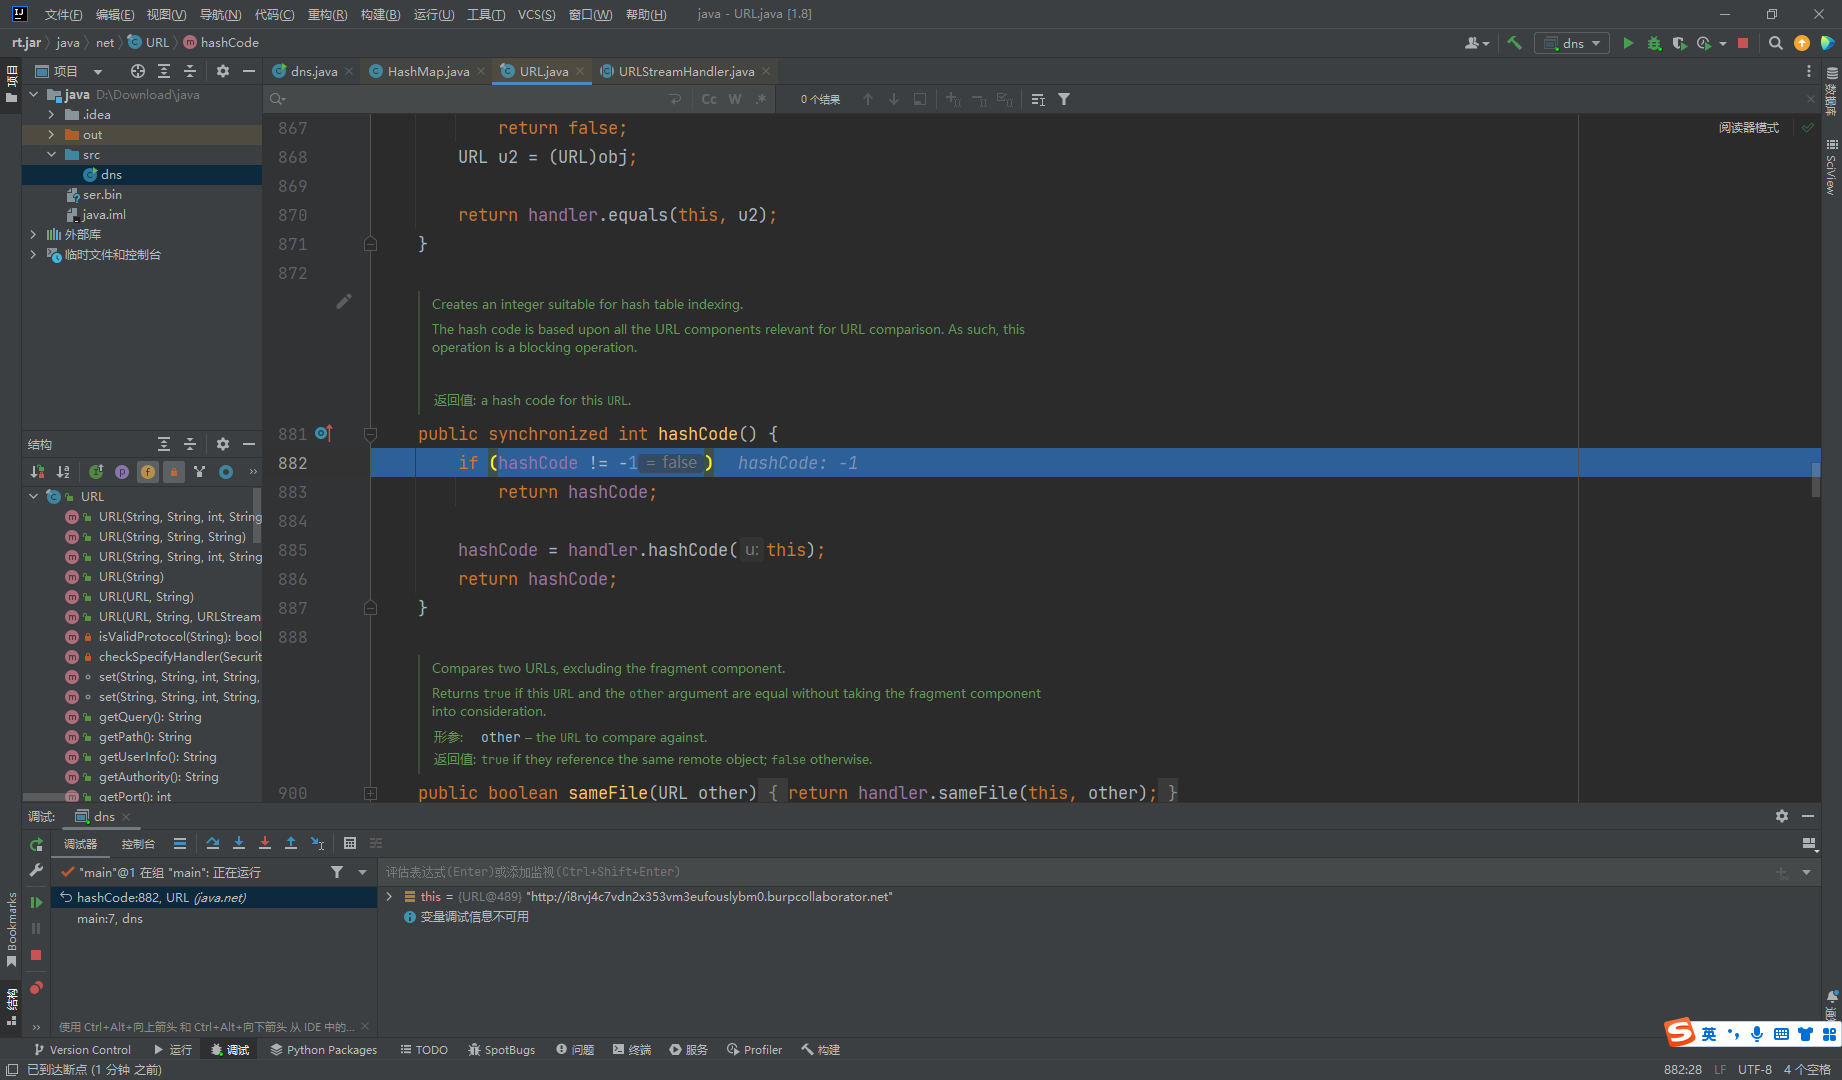 文件(F) 编辑(E) 视图(V) 导航(N) 代码(C) 重构(R) 构建(B) 运行(U) 工具(T) VCS(S) 窗口(W) 帮助(H) java - URL.java [1.8]
rt.jar java net URL hashCode
dns
项目
dns.java HashMap.java URL.java URLStreamHandler.java
java D:\Download\java
.idea
out
src
dns
ser.bin
java.iml
外部库
临时文件和控制台
Cc W .* 0 个结果
阅读器模式
867 return false;
868 URL u2 = (URL)obj;
869
870 return handler.equals(this, u2);
871 }
872
Creates an integer suitable for hash table indexing.
The hash code is based upon all the URL components relevant for URL comparison. As such, this
operation is a blocking operation.
返回值: a hash code for this URL.
881 public synchronized int hashCode() {
882 if (hashCode != -1 = false ) hashCode: -1
883 return hashCode;
884
885 hashCode = handler.hashCode( u: this);
886 return hashCode;
887 }
888
Compares two URLs, excluding the fragment component.
Returns true if this URL and the other argument are equal without taking the fragment component
into consideration.
形参: other – the URL to compare against.
返回值: true if they reference the same remote object; false otherwise.
900 public boolean sameFile(URL other) { return handler.sameFile(this, other); }
结构
URL
URL(String, String, int, String
URL(String, String, String)
URL(String, String, int, String
URL(String)
URL(URL, String)
URL(URL, String, URLStream
isValidProtocol(String): bool
checkSpecifyHandler(Securit
set(String, String, int, String,
set(String, String, int, String,
getQuery(): String
getPath(): String
getUserInfo(): String
getAuthority(): String
getPort(): int
项目
数据库
SciView
Bookmarks
结构
调试: dns
调试器 控制台
"main"@1 在组 "main": 正在运行
评估表达式(Enter)或添加监视(Ctrl+Shift+Enter)
hashCode:882, URL (java.net)
main:7, dns
this = {URL@489} "http://i8rvj4c7vdn2x353vm3eufouslybm0.burpcollaborator.net"
变量调试信息不可用
使用 Ctrl+Alt+向上箭头 和 Ctrl+Alt+向下箭头 从 IDE 中的...
英
Version Control 运行 调试 Python Packages TODO SpotBugs 问题 终端 服务 Profiler 构建
已到达断点 (1 分钟 之前)
882:28 LF UTF-8 4 个空格